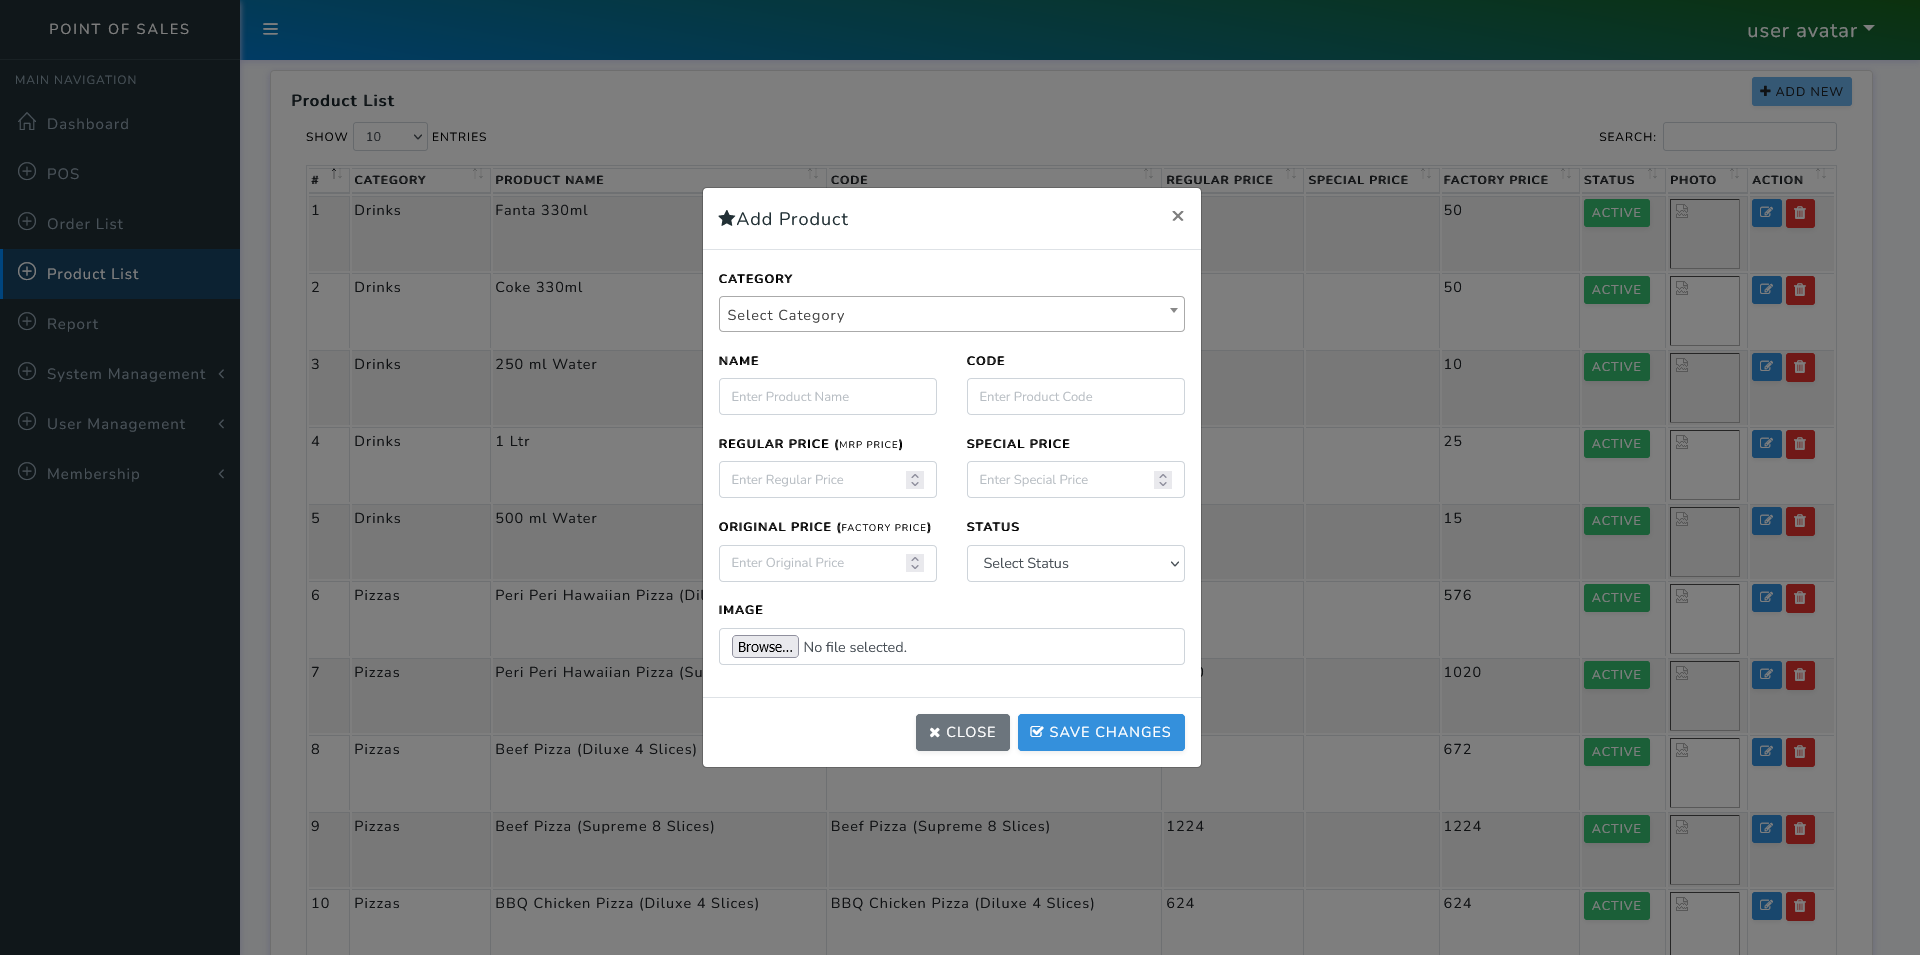 POINT OF SALES
user avatar
MAIN NAVIGATION
Dashboard
POS
Order List
Product List
Report
System Management
User Management
Membership
Product List
ADD NEW
SHOW 10 ENTRIES
SEARCH:
# CATEGORY PRODUCT NAME CODE REGULAR PRICE SPECIAL PRICE FACTORY PRICE STATUS PHOTO ACTION
1 Drinks Fanta 330ml 50 ACTIVE
2 Drinks Coke 330ml 50 ACTIVE
3 Drinks 250 ml Water 10 ACTIVE
4 Drinks 1 Ltr 25 ACTIVE
5 Drinks 500 ml Water 15 ACTIVE
6 Pizzas Peri Peri Hawaiian Pizza (Dil 576 ACTIVE
7 Pizzas Peri Peri Hawaiian Pizza (Su 1020 ACTIVE
8 Pizzas Beef Pizza (Diluxe 4 Slices) 672 ACTIVE
9 Pizzas Beef Pizza (Supreme 8 Slices) Beef Pizza (Supreme 8 Slices) 1224 1224 ACTIVE
10 Pizzas BBQ Chicken Pizza (Diluxe 4 Slices) BBQ Chicken Pizza (Diluxe 4 Slices) 624 624 ACTIVE
Add Product
×
CATEGORY
Select Category
NAME CODE
Enter Product Name Enter Product Code
REGULAR PRICE (MRP PRICE) SPECIAL PRICE
Enter Regular Price Enter Special Price
ORIGINAL PRICE (FACTORY PRICE) STATUS
Enter Original Price Select Status
IMAGE
Browse... No file selected.
CLOSE SAVE CHANGES